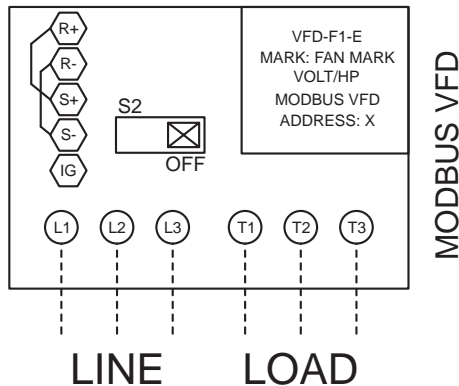 R+
R-
S+
S-
IG
S2
OFF
VFD-F1-E
MARK: FAN MARK
VOLT/HP
MODBUS VFD
ADDRESS: X
MODBUS VFD
L1 L2 L3 T1 T2 T3
LINE LOAD